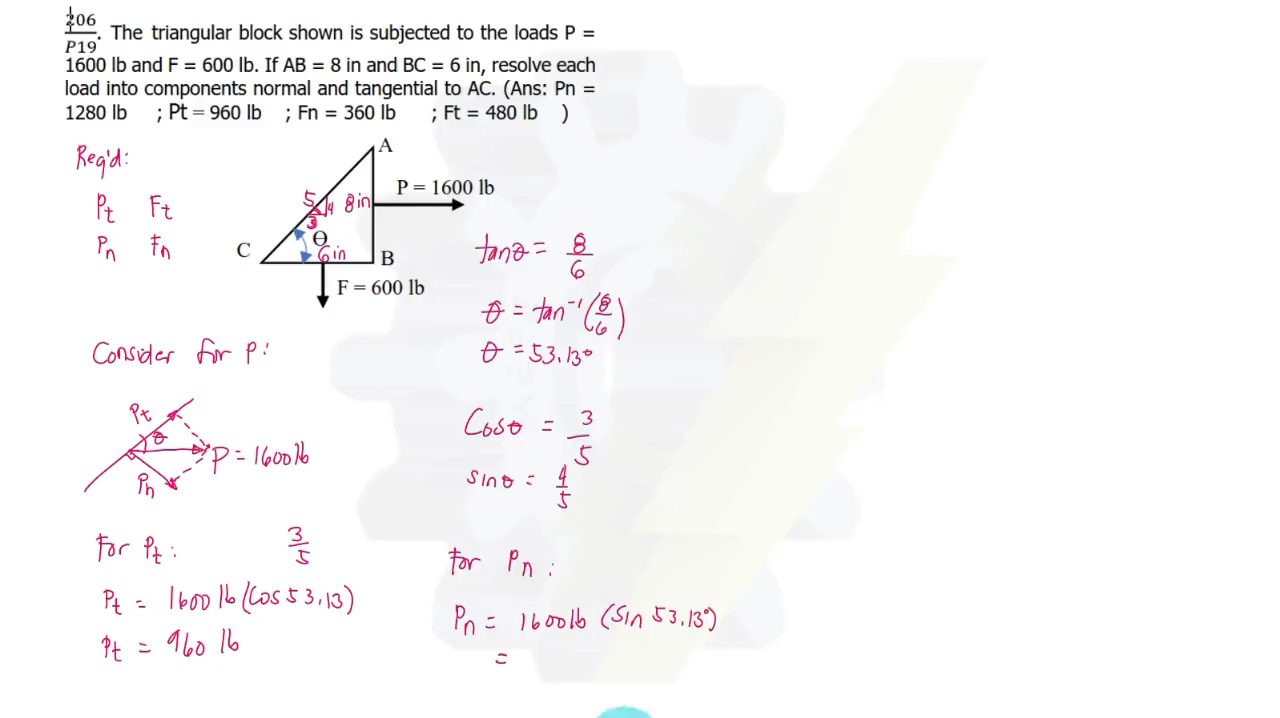 206
P19
. The triangular block shown is subjected to the loads P =
1600 lb and F = 600 lb. If AB = 8 in and BC = 6 in, resolve each
load into components normal and tangential to AC. (Ans: Pn =
1280 lb ; Pt = 960 lb ; Fn = 360 lb ; Ft = 480 lb )
Req'd:
Pt Ft
Pn Fn
A
P = 1600 lb
5 4 8in
3
θ
C 6in B
F = 600 lb
tanθ = 8/6
θ = tan⁻¹(8/6)
θ = 53.13°
Consider for P:
Pt
θ
P = 1600 lb
Pn
Cosθ = 3/5
sinθ = 4/5
For Pt: 3/5
Pt = 1600 lb (Cos 53.13)
Pt = 960 lb
For Pn:
Pn = 1600 lb (Sin 53.13°)
=